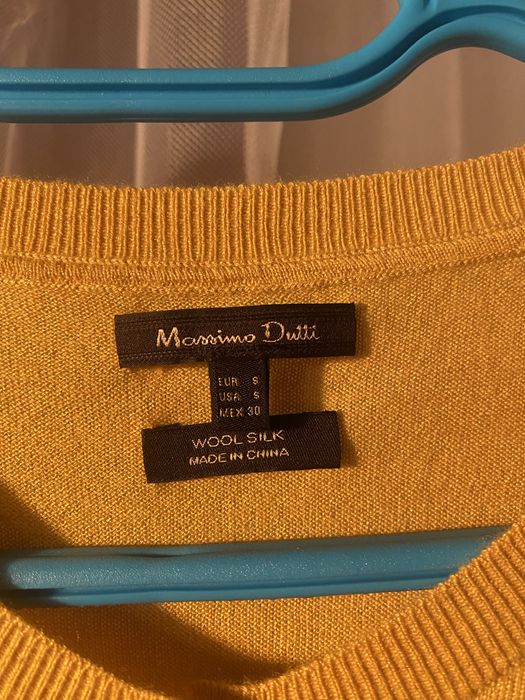 Massimo Dutti
EUR S
USA S
MEX 30
WOOL SILK
MADE IN CHINA